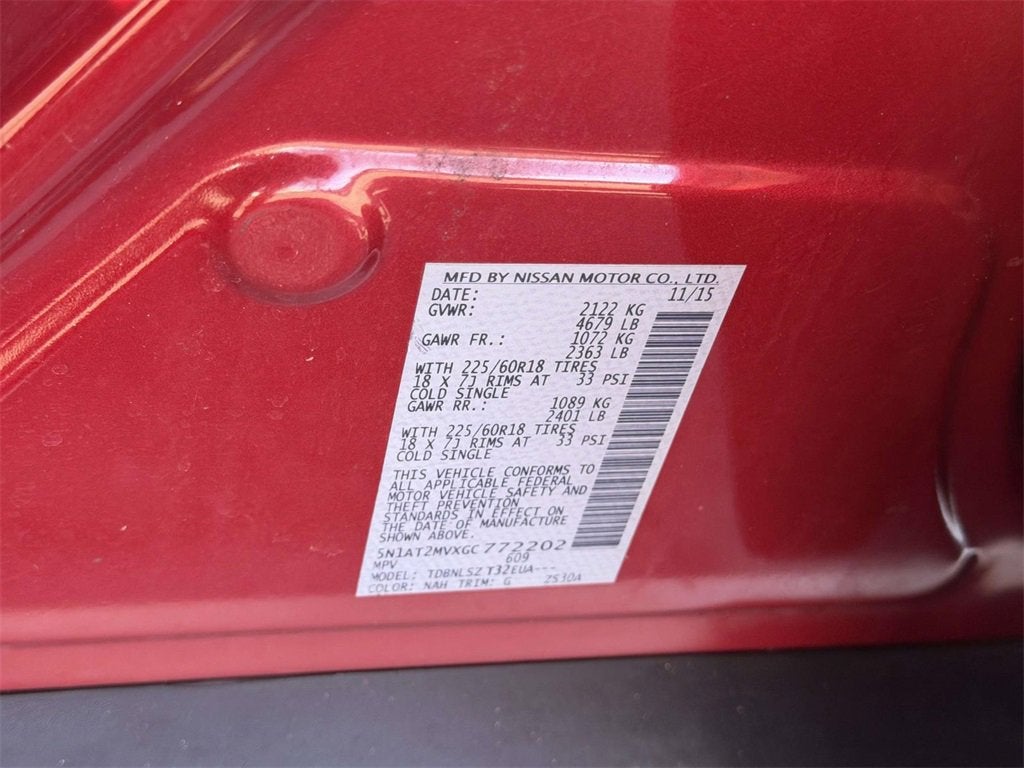 MFD BY NISSAN MOTOR CO., LTD.
DATE: 11/15
GVWR: 2122 KG
4679 LB
GAWR FR.: 1072 KG
2363 LB
WITH 225/60R18 TIRES
18 X 7J RIMS AT 33 PSI
COLD SINGLE
GAWR RR.: 1089 KG
2401 LB
WITH 225/60R18 TIRES
18 X 7J RIMS AT 33 PSI
COLD SINGLE
THIS VEHICLE CONFORMS TO
ALL APPLICABLE FEDERAL
MOTOR VEHICLE SAFETY AND
THEFT PREVENTION
STANDARDS IN EFFECT ON
THE DATE OF MANUFACTURE
SHOWN ABOVE.
5N1AT2MVXGC772202
MPV 609
MODEL: TDBNLSZ T32EUA---
COLOR: NAH TRIM: G 2530A